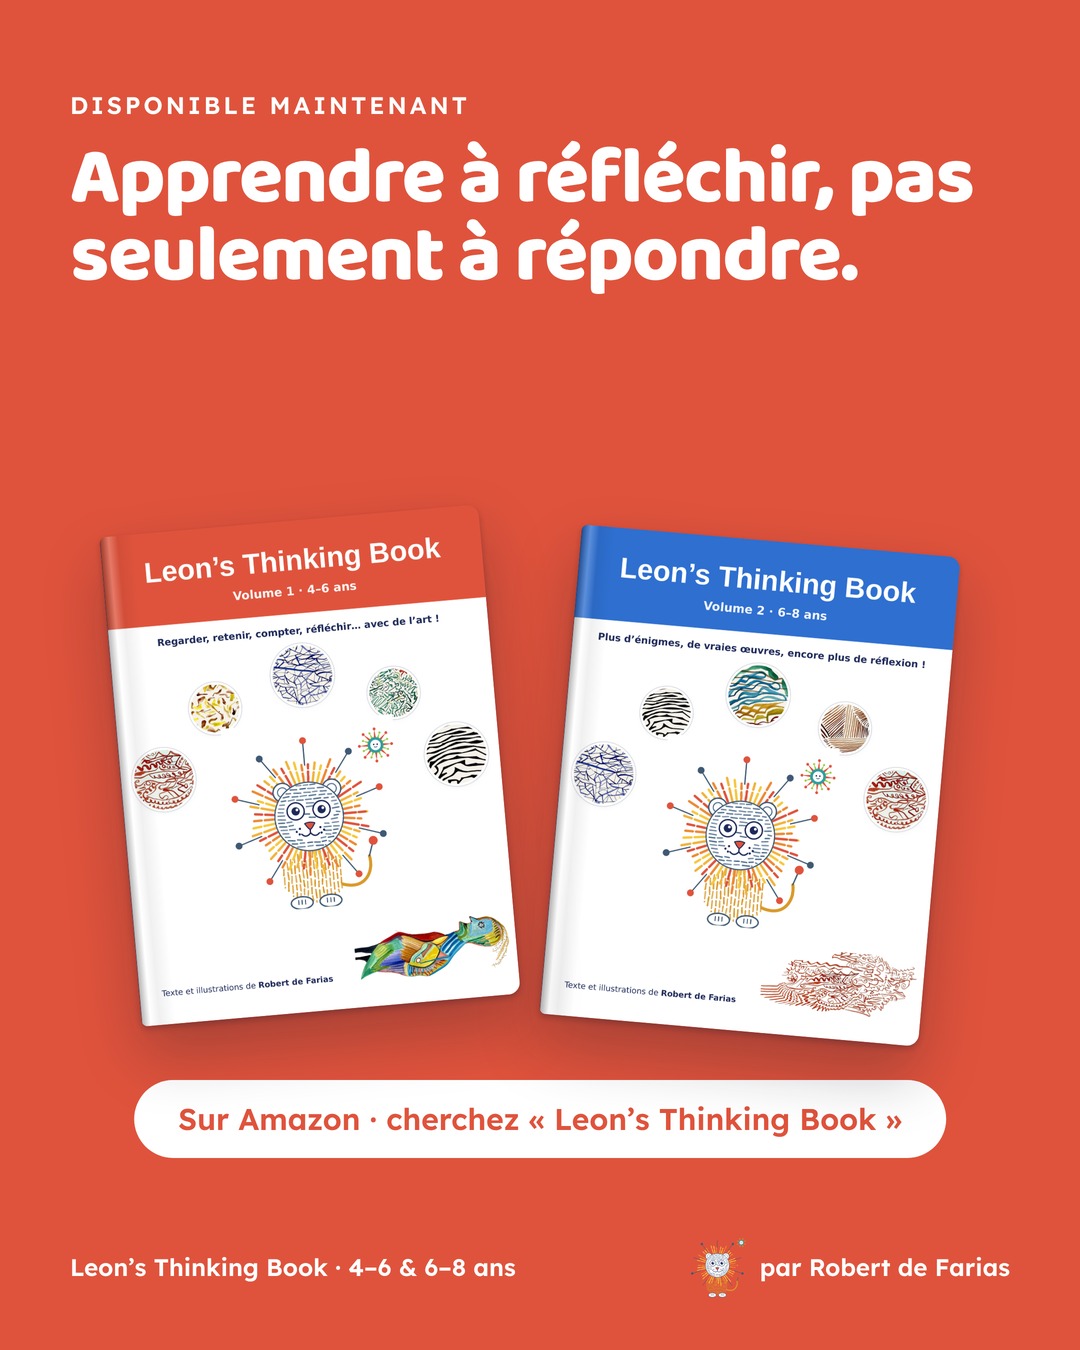 DISPONIBLE MAINTENANT
Apprendre à réfléchir, pas
seulement à répondre.
Leon’s Thinking Book
Volume 1 · 4–6 ans
Regarder, retenir, compter, réfléchir… avec de l’art !
Texte et illustrations de Robert de Farias
Leon’s Thinking Book
Volume 2 · 6–8 ans
Plus d’énigmes, de vraies œuvres, encore plus de réflexion !
Texte et illustrations de Robert de Farias
Sur Amazon · cherchez « Leon’s Thinking Book »
Leon’s Thinking Book · 4–6 & 6–8 ans
par Robert de Farias